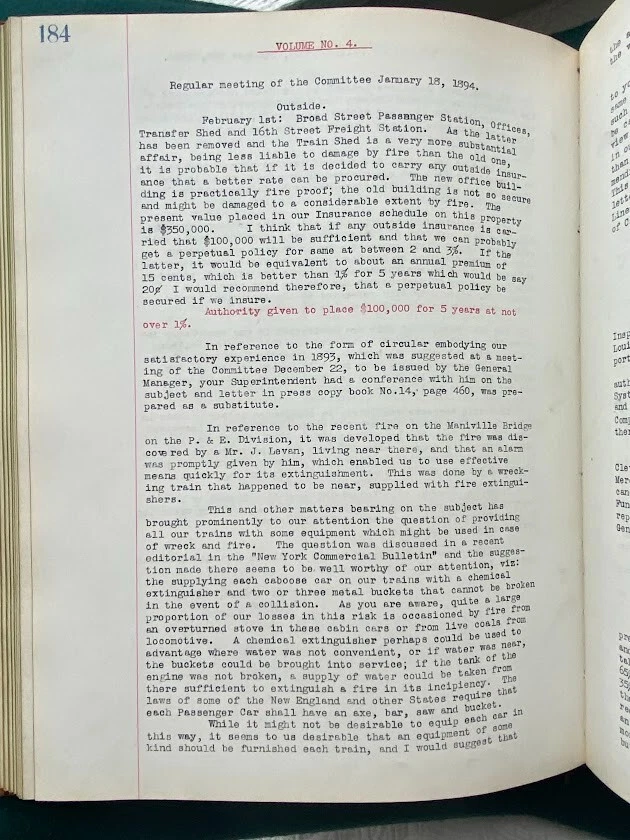 184
VOLUME NO. 4.
Regular meeting of the Committee January 18, 1894.
Outside.
February 1st: Broad Street Passenger Station, Offices,
Transfer Shed and 16th Street Freight Station. As the latter
has been removed and the Train Shed is a very more substantial
affair, being less liable to damage by fire than the old one,
it is probable that if it is decided to carry any outside insur-
ance that a better rate can be procured. The new office buil-
ding is practically fire proof; the old building is not so secure
and might be damaged to a considerable extent by fire. The
present value placed in our Insurance schedule on this property
is $350,000. I think that if any outside insurance is car-
ried that $100,000 will be sufficient and that we can probably
get a perpetual policy for same at between 2 and 3%. If the
latter, it would be equivalent to about an annual premium of
15 cents, which is better than 1% for 5 years which would be say
20¢ I would recommend therefore, that a perpetual policy be
secured if we insure.
Authority given to place $100,000 for 5 years at not
over 1%.
In reference to the form of circular embodying our
satisfactory experience in 1893, which was suggested at a meet-
ing of the Committee December 22, to be issued by the General
Manager, your Superintendent had a conference with him on the
subject and letter in press copy book No.14, page 460, was pre-
pared as a substitute.
In reference to the recent fire on the Maniville Bridge
on the P. & E. Division, it was developed that the fire was dis-
covered by a Mr. J. Levan, living near there, and that an alarm
was promptly given by him, which enabled us to use effective
means quickly for its extinguishment. This was done by a wreck-
ing train that happened to be near, supplied with fire extingui-
shers.
This and other matters bearing on the subject has
brought prominently to our attention the question of providing
all our trains with some equipment which might be used in case
of wreck and fire. The question was discussed in a recent
editorial in the "New York Commercial Bulletin" and the sugges-
tion made there seems to be well worthy of our attention, viz:
the supplying each caboose car on our trains with a chemical
extinguisher and two or three metal buckets that cannot be broken
in the event of a collision. As you are aware, quite a large
proportion of our losses in this risk is occasioned by fire from
an overturned stove in these cabin cars or from live coals from
locomotive. A chemical extinguisher perhaps could be used to
advantage where water was not convenient, or if water was near,
the buckets could be brought into service; if the tank of the
engine was not broken, a supply of water could be taken from
there sufficient to extinguish a fire in its incipiency. The
laws of some of the New England and other States require that
each Passenger Car shall have an axe, bar, saw and bucket.
While it might not be desirable to equip each car in
this way, it seems to us desirable that an equipment of some
kind should be furnished each train, and I would suggest that